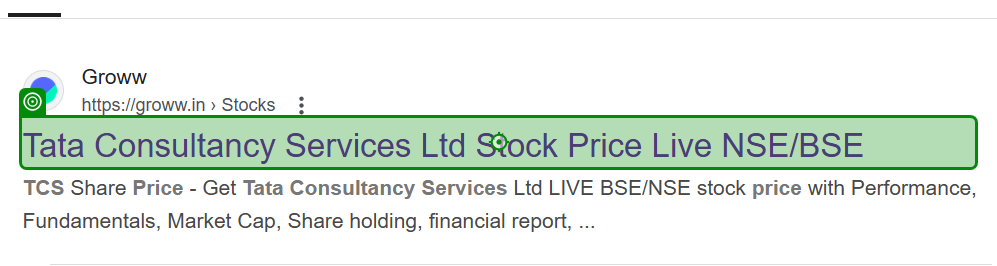 Groww
https://groww.in › Stocks
Tata Consultancy Services Ltd Stock Price Live NSE/BSE
TCS Share Price - Get Tata Consultancy Services Ltd LIVE BSE/NSE stock price with Performance,
Fundamentals, Market Cap, Share holding, financial report, ...